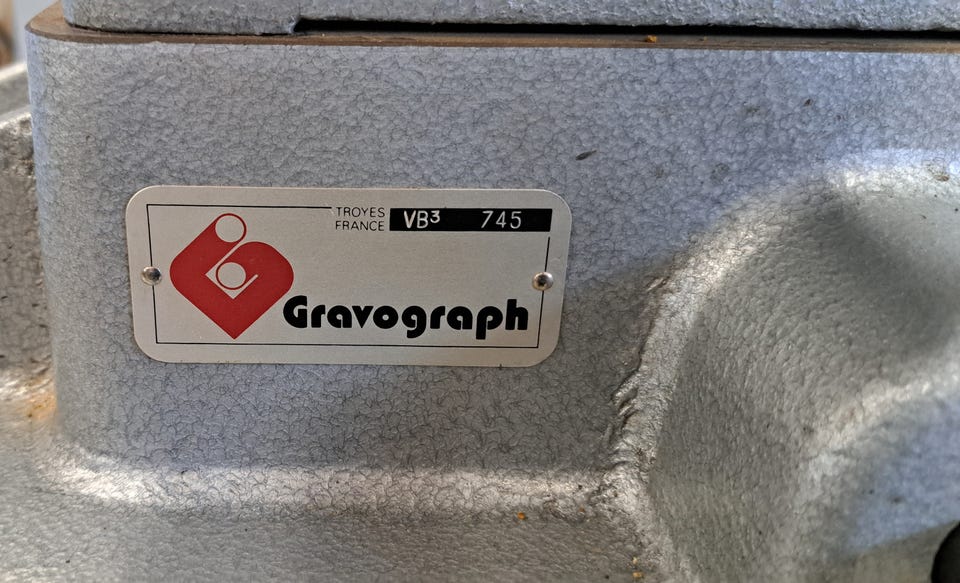 TROYES
FRANCE
VB³ 745
Gravograph